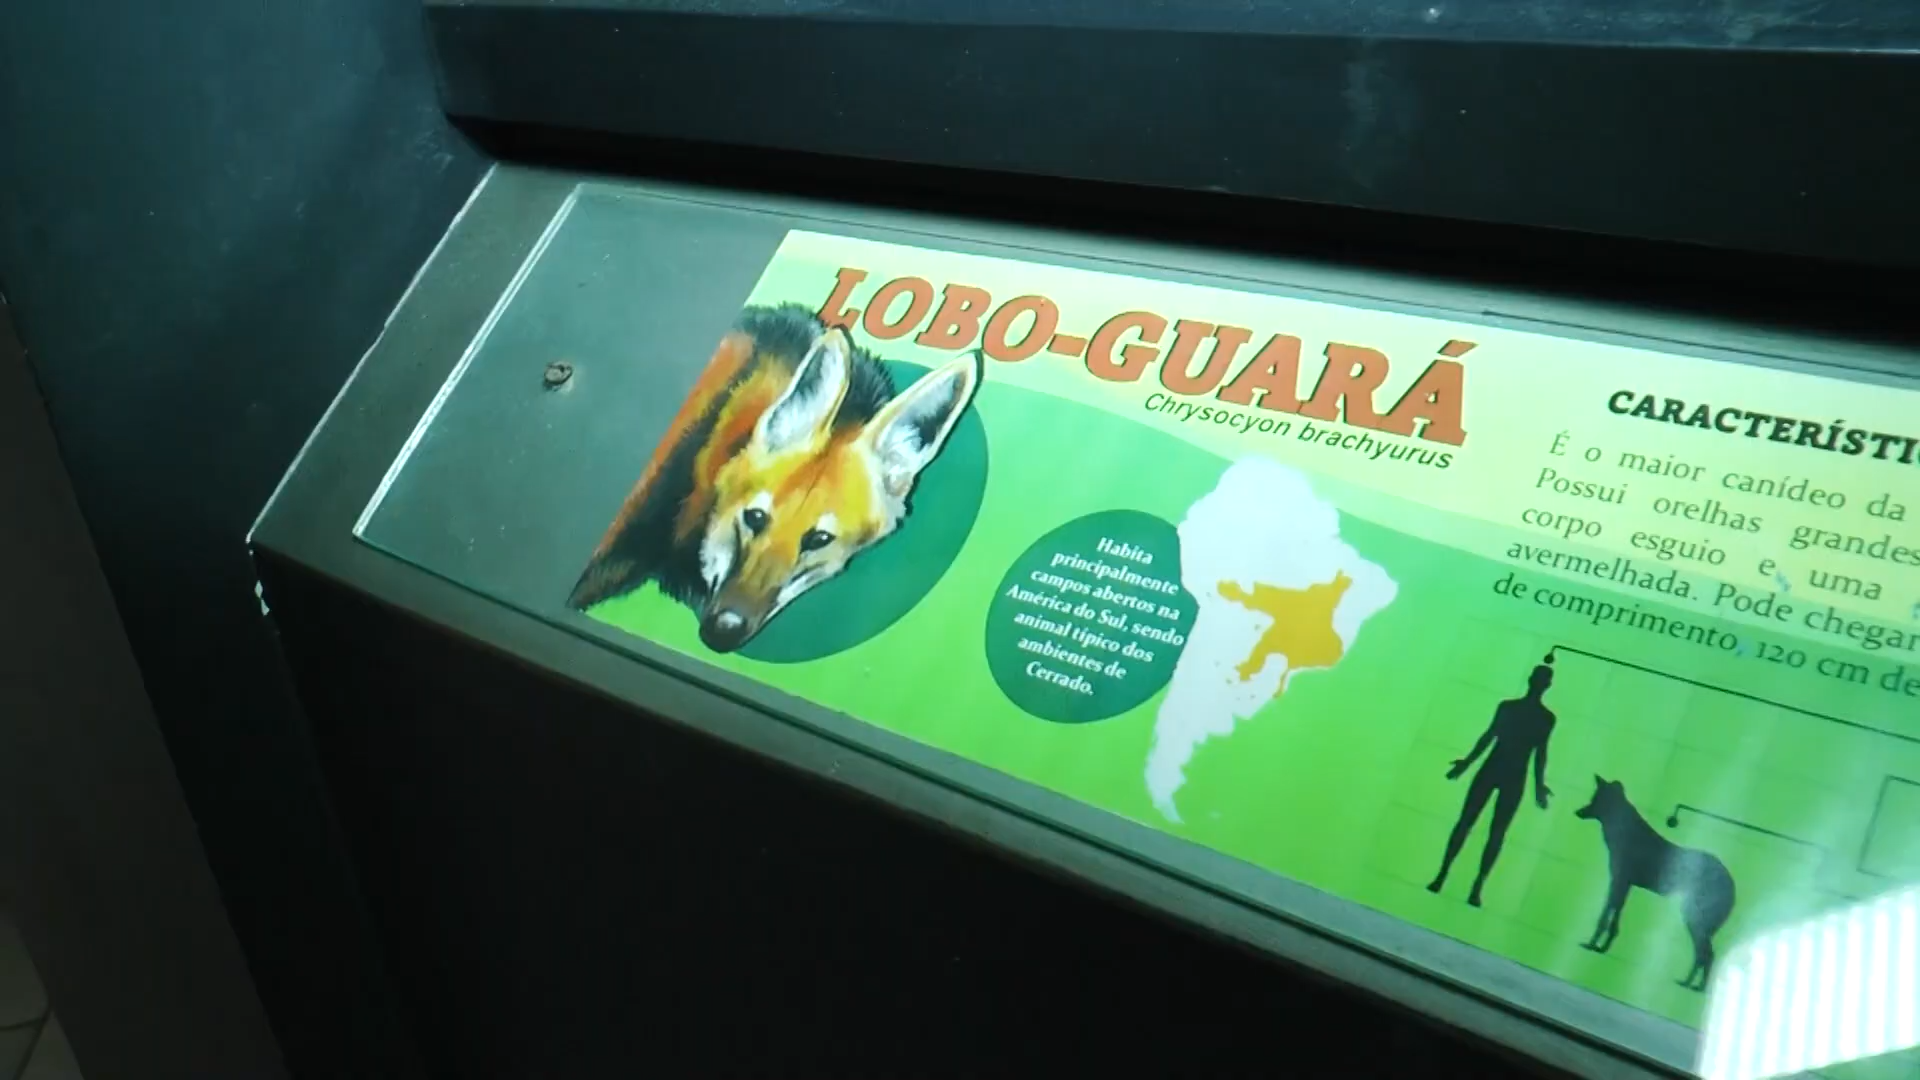 LOBO-GUARÁ
Chrysocyon brachyurus
Habita
principalmente
campos abertos na
América do Sul, sendo
animal típico dos
ambientes de
Cerrado.
CARACTERÍSTI
É o maior canídeo da
Possui orelhas grandes
corpo esguio e uma
avermelhada. Pode chegar
de comprimento, 120 cm de